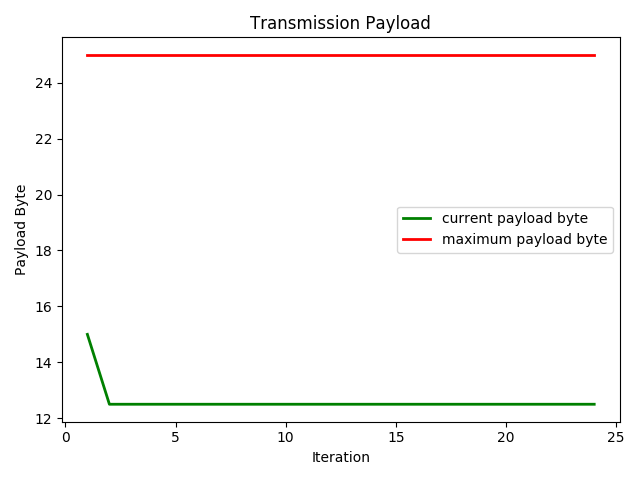 Transmission Payload
Payload Byte
24
22
20
18
16
14
12
current payload byte
maximum payload byte
0
5
10
15
20
25
Iteration